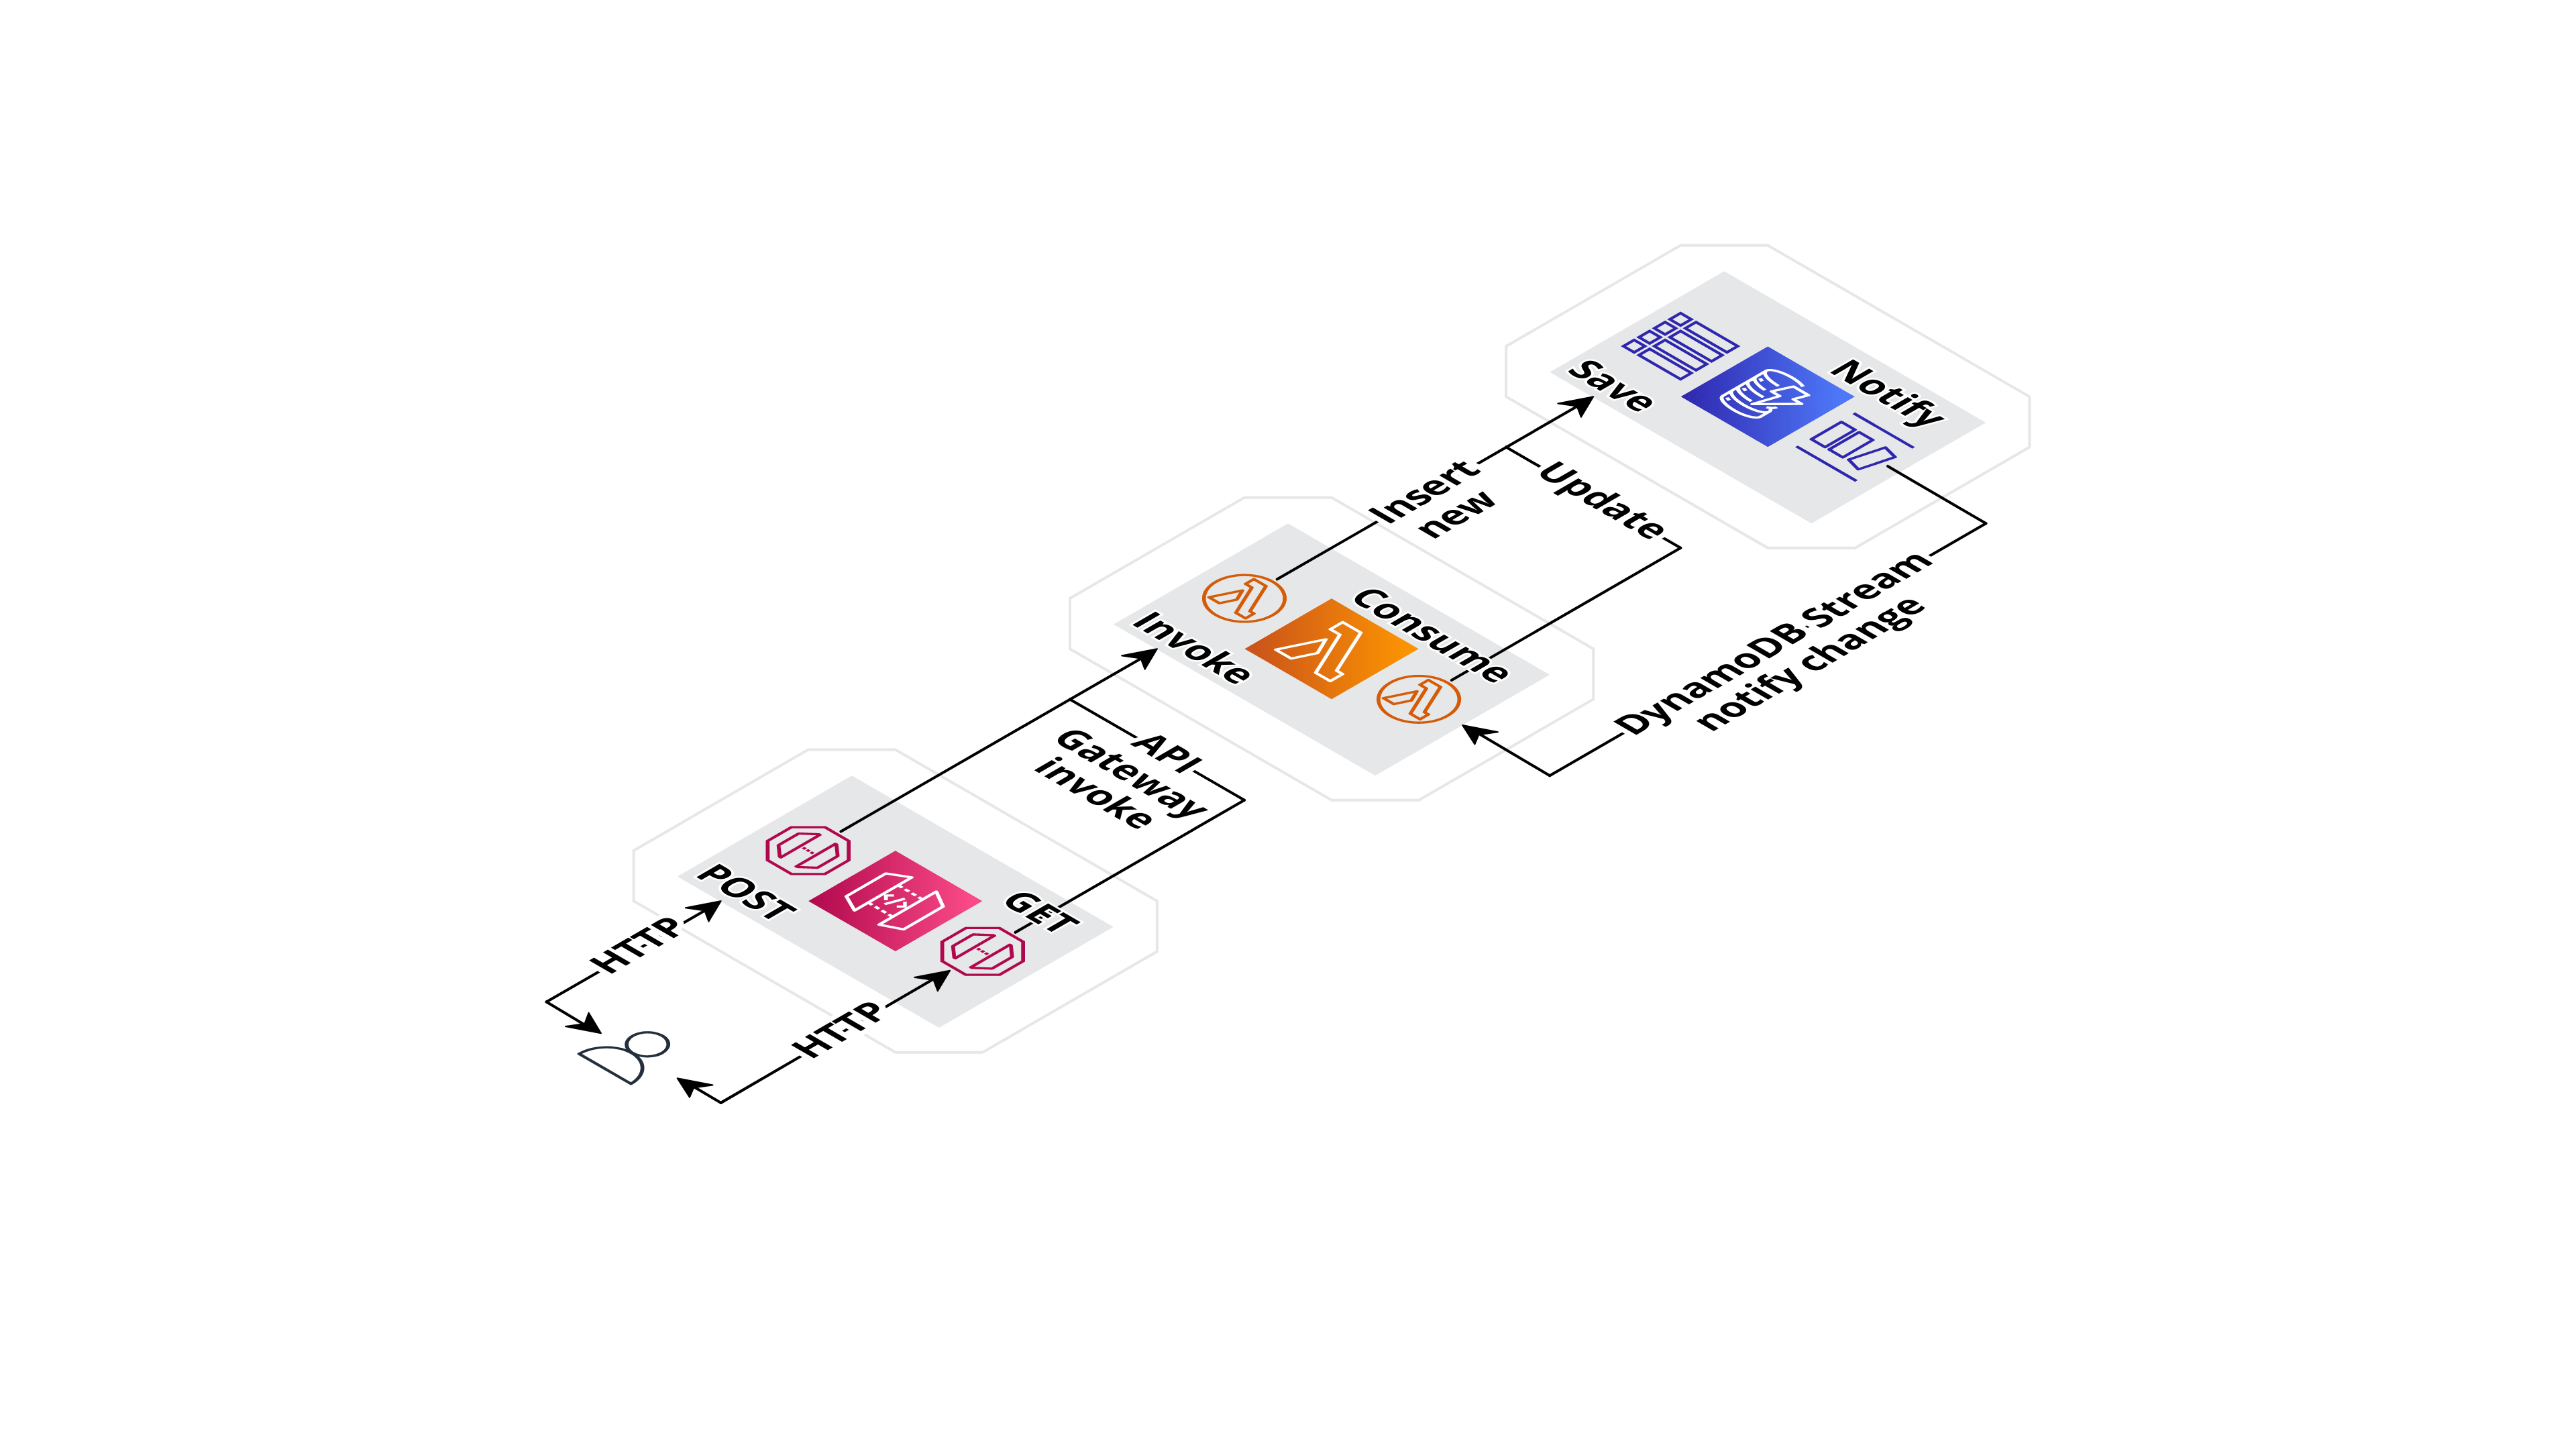 Save
Notify
Insert
new
Update
Invoke
Consume
DynamoDB Stream
notify change
API
Gateway
invoke
POST
GET
HTTP
HTTP